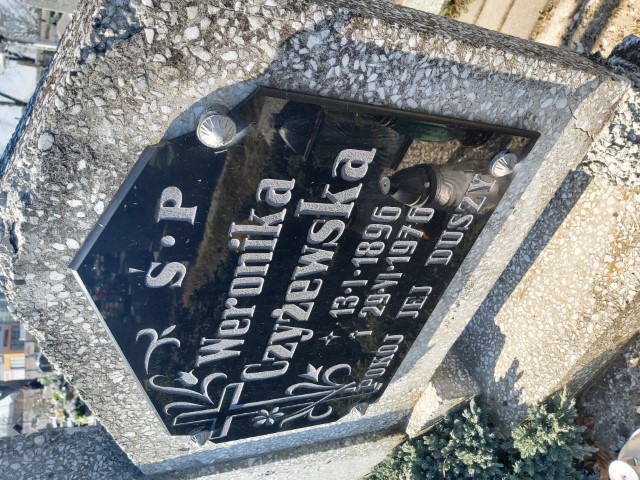 Ś·P
Weronika
Czyżewska
* 13·I·1896
† 29·VI·1976
POKÓJ JEJ DUSZY